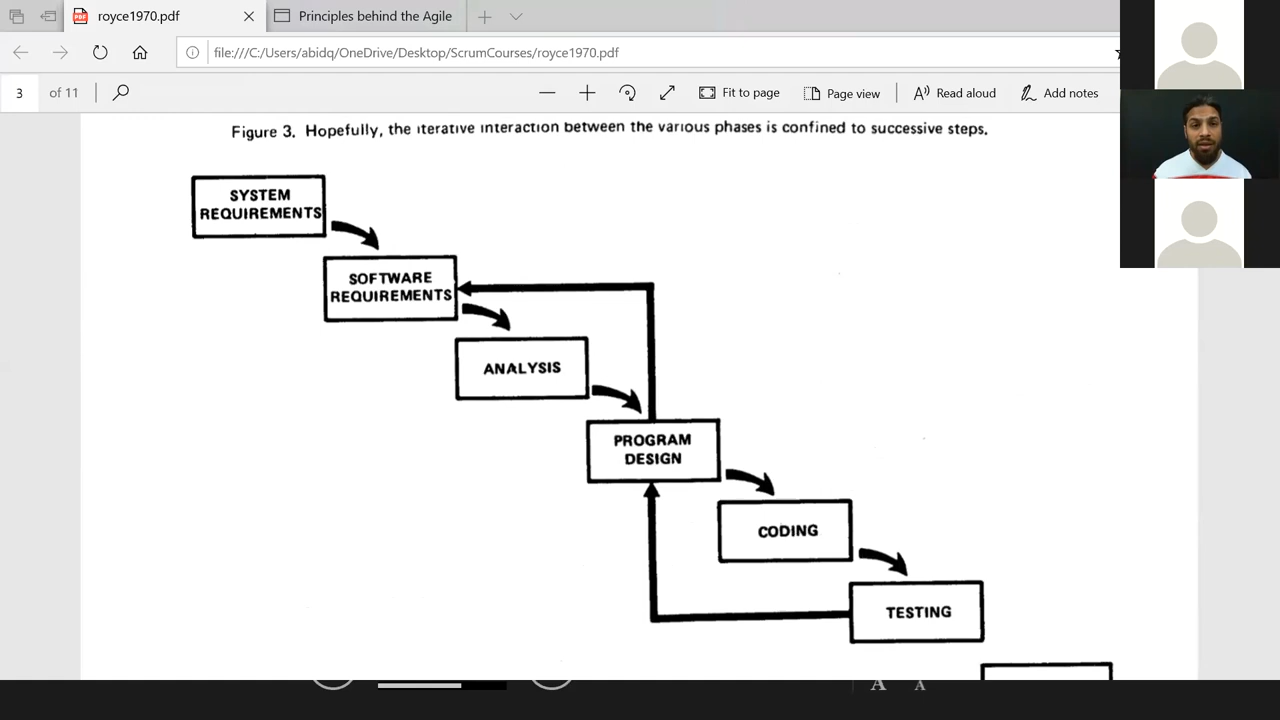 royce1970.pdf
Principles behind the Agile
file:///C:/Users/abidq/OneDrive/Desktop/ScrumCourses/royce1970.pdf
3 of 11
Fit to page
Page view
Read aloud
Add notes
Figure 3. Hopefully, the iterative interaction between the various phases is confined to successive steps.
SYSTEM
REQUIREMENTS
SOFTWARE
REQUIREMENTS
ANALYSIS
PROGRAM
DESIGN
CODING
TESTING
A A